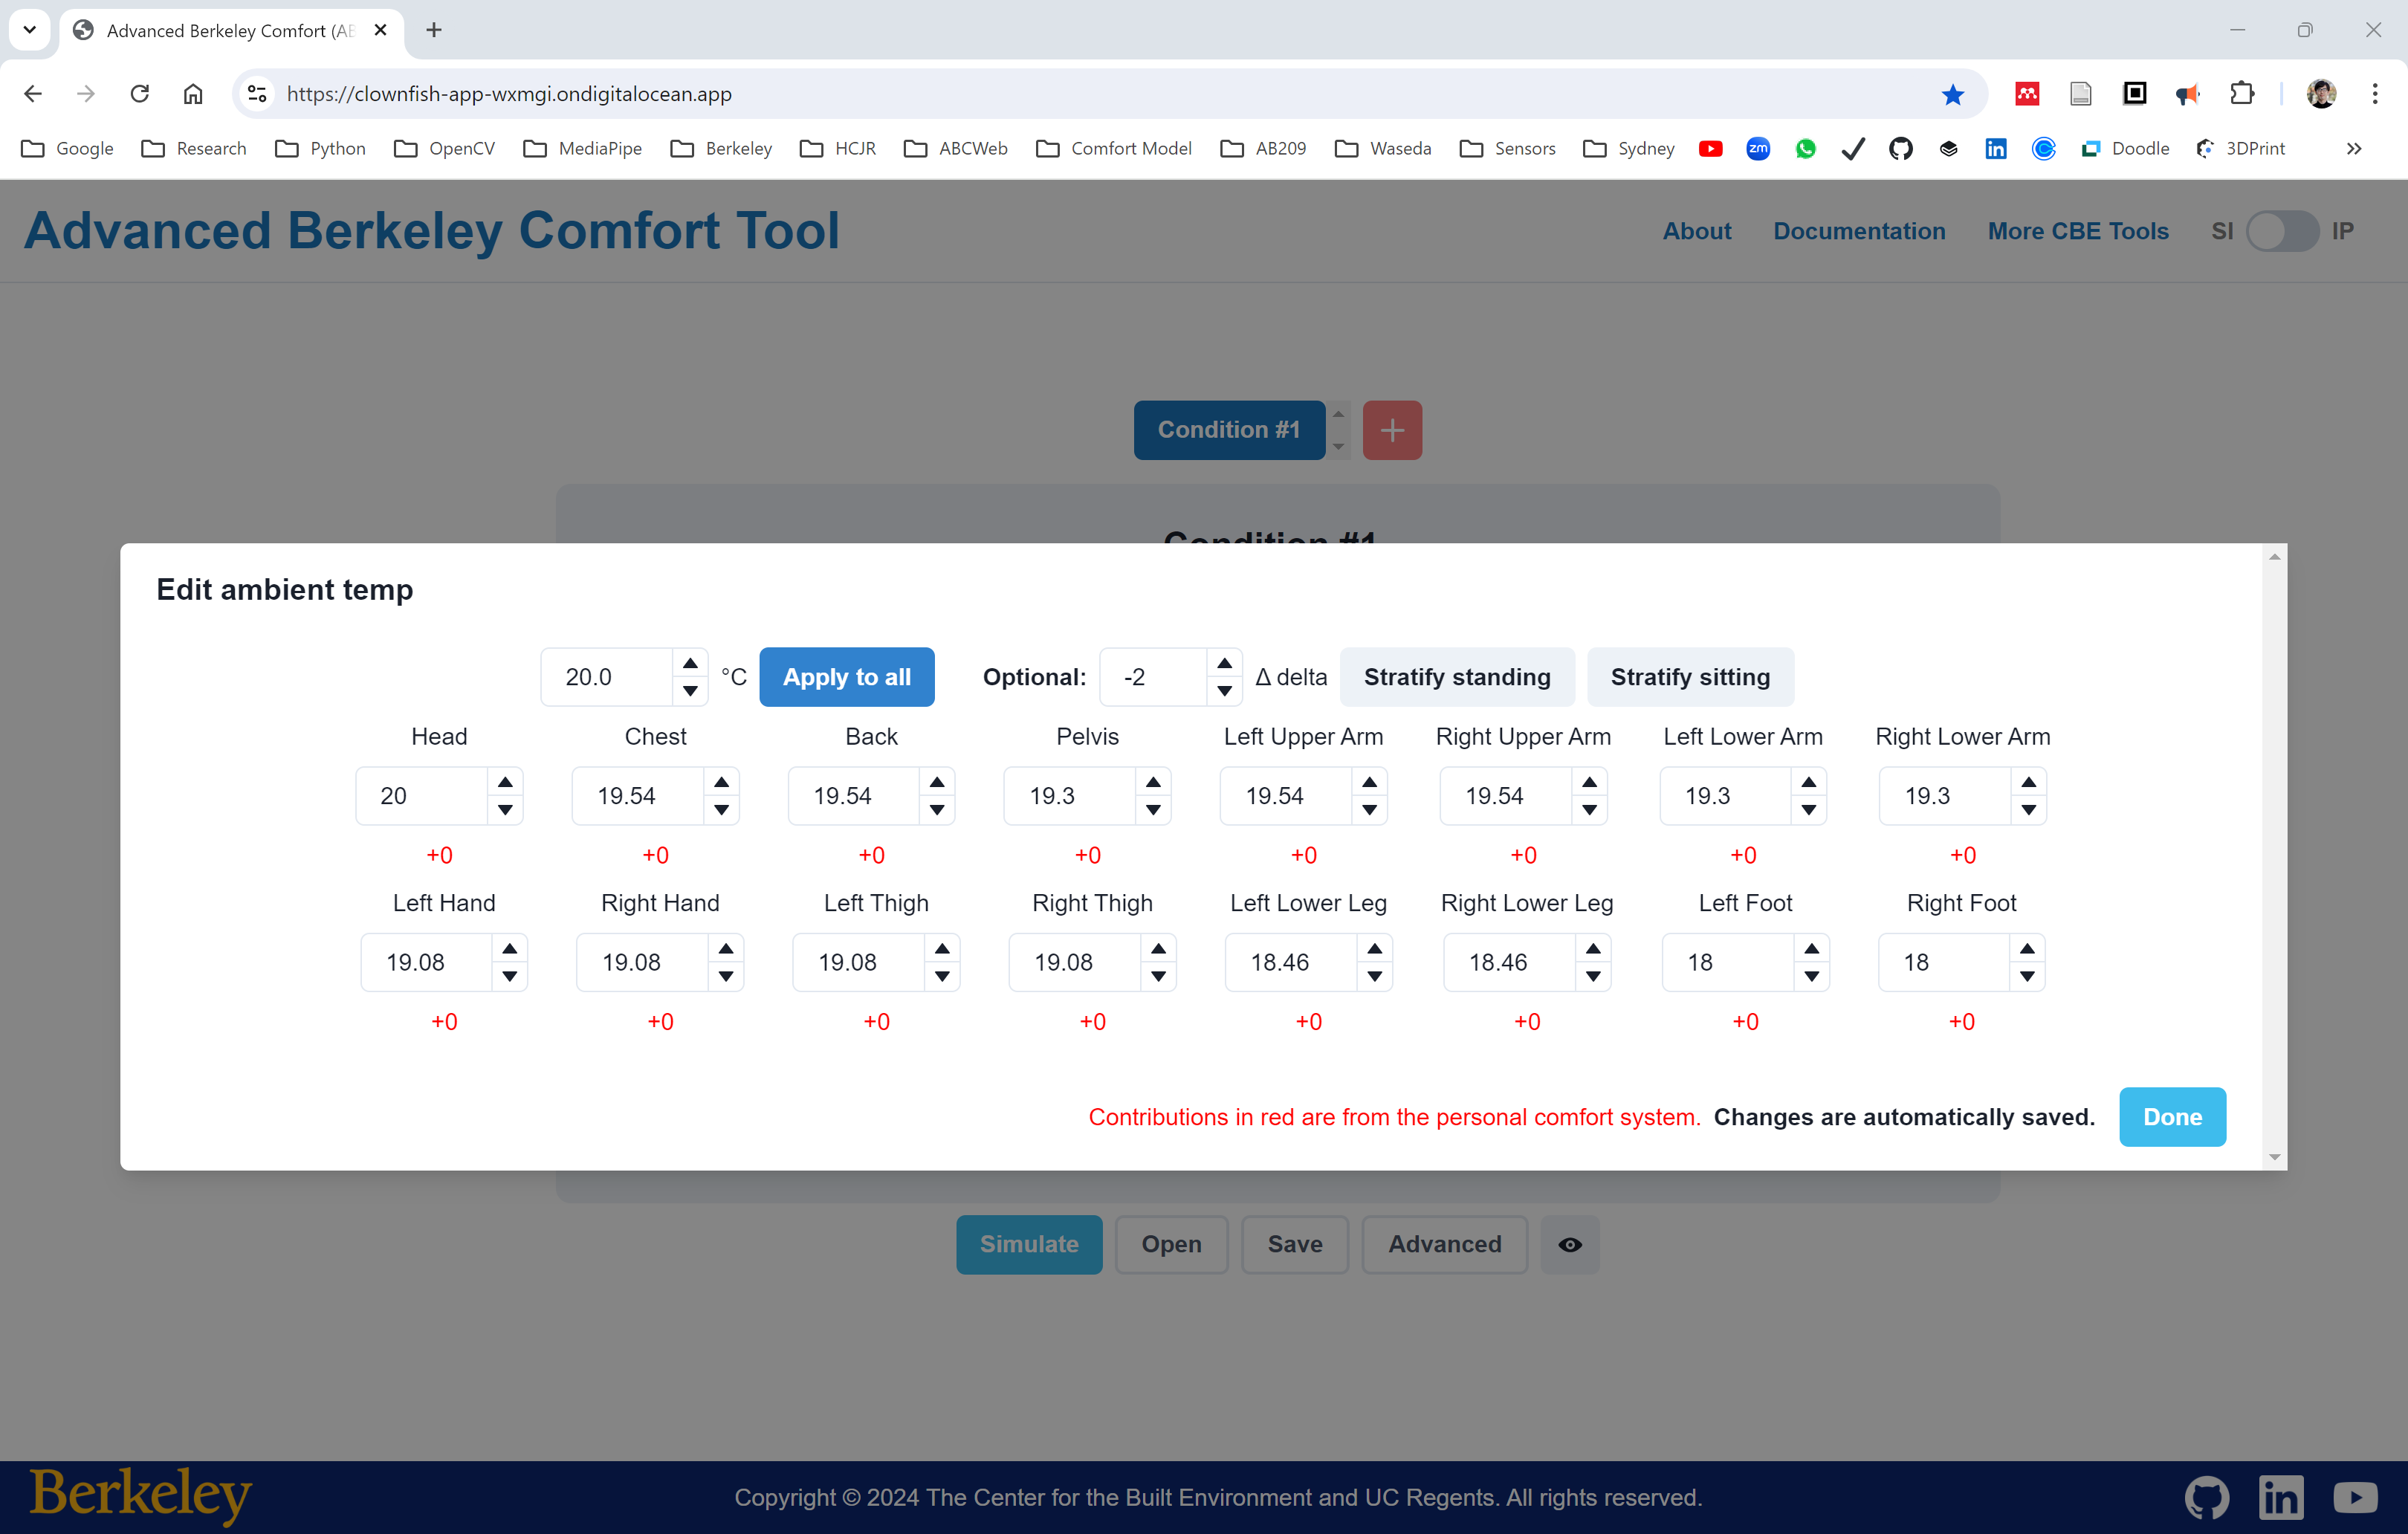 Advanced Berkeley Comfort (AB
https://clownfish-app-wxmgi.ondigitalocean.app
Google Research Python OpenCV MediaPipe Berkeley HCJR ABCWeb Comfort Model AB209 Waseda Sensors Sydney zm in Doodle 3DPrint
Advanced Berkeley Comfort Tool
About Documentation More CBE Tools SI IP
Condition #1 +
Condition #1
Edit ambient temp
20.0 °C Apply to all Optional: -2 Δ delta Stratify standing Stratify sitting
Head Chest Back Pelvis Left Upper Arm Right Upper Arm Left Lower Arm Right Lower Arm
20 19.54 19.54 19.3 19.54 19.54 19.3 19.3
+0 +0 +0 +0 +0 +0 +0 +0
Left Hand Right Hand Left Thigh Right Thigh Left Lower Leg Right Lower Leg Left Foot Right Foot
19.08 19.08 19.08 19.08 18.46 18.46 18 18
+0 +0 +0 +0 +0 +0 +0 +0
Contributions in red are from the personal comfort system. Changes are automatically saved. Done
Simulate Open Save Advanced
Berkeley Copyright © 2024 The Center for the Built Environment and UC Regents. All rights reserved. in